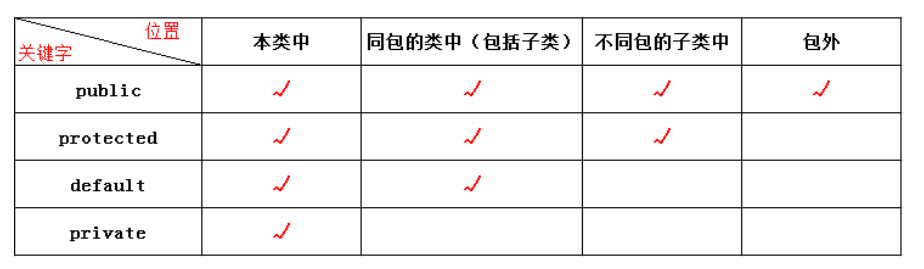 位置
关键字
本类中
同包的类中（包括子类）
不同包的子类中
包外
public ✓ ✓ ✓ ✓
protected ✓ ✓ ✓
default ✓ ✓
private ✓